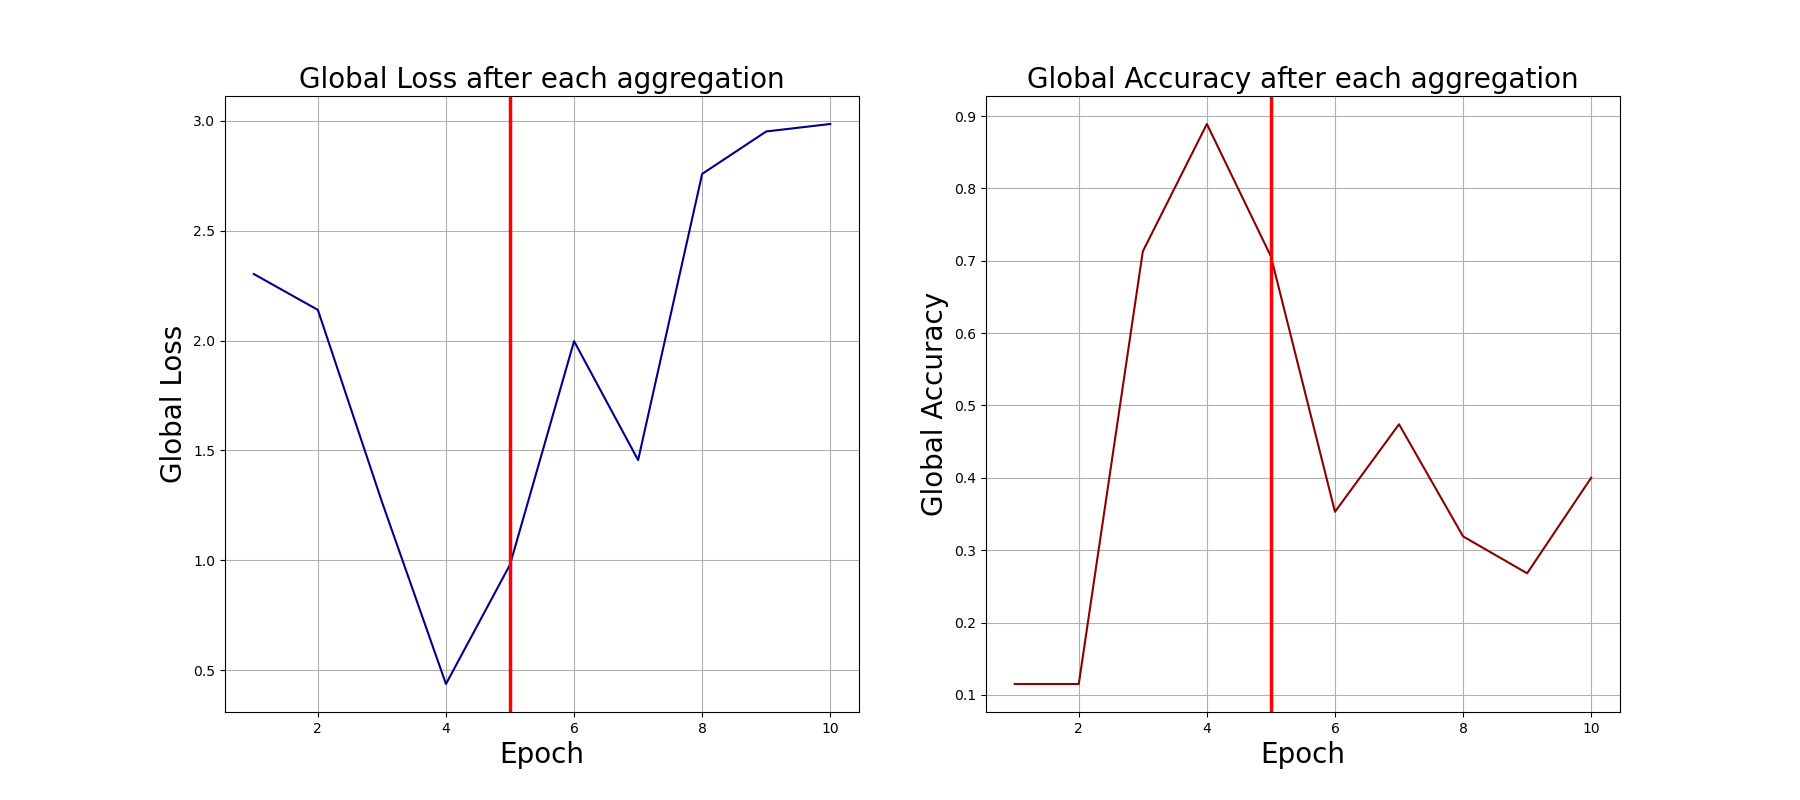 Global Loss after each aggregation
Global Loss
3.0
2.5
2.0
1.5
1.0
0.5
2 4 6 8 10
Epoch
Global Accuracy after each aggregation
Global Accuracy
0.9
0.8
0.7
0.6
0.5
0.4
0.3
0.2
0.1
2 4 6 8 10
Epoch